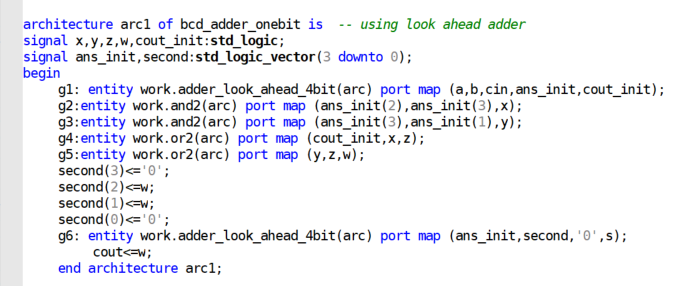 architecture arc1 of bcd_adder_onebit is -- using look ahead adder
signal x,y,z,w,cout_init:std_logic;
signal ans_init,second:std_logic_vector(3 downto 0);
begin
g1: entity work.adder_look_ahead_4bit(arc) port map (a,b,cin,ans_init,cout_init);
g2:entity work.and2(arc) port map (ans_init(2),ans_init(3),x);
g3:entity work.and2(arc) port map (ans_init(3),ans_init(1),y);
g4:entity work.or2(arc) port map (cout_init,x,z);
g5:entity work.or2(arc) port map (y,z,w);
second(3)<='0';
second(2)<=w;
second(1)<=w;
second(0)<='0';
g6: entity work.adder_look_ahead_4bit(arc) port map (ans_init,second,'0',s);
cout<=w;
end architecture arc1;